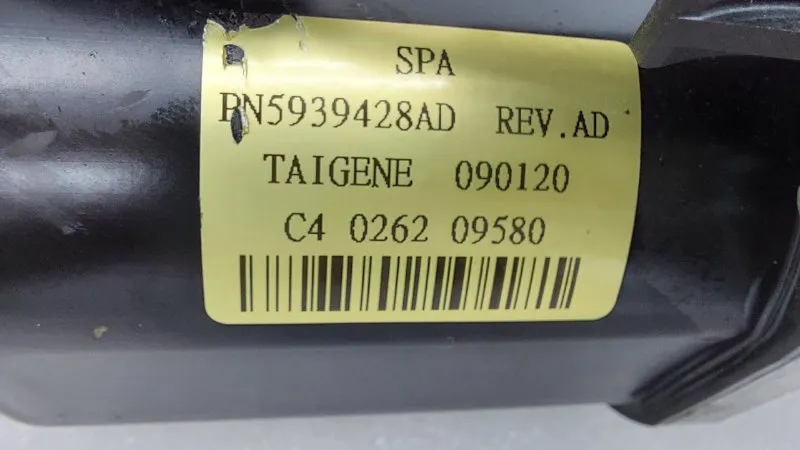 SPA
PN5939428AD REV.AD
TAIGENE 090120
C4 0262 09580